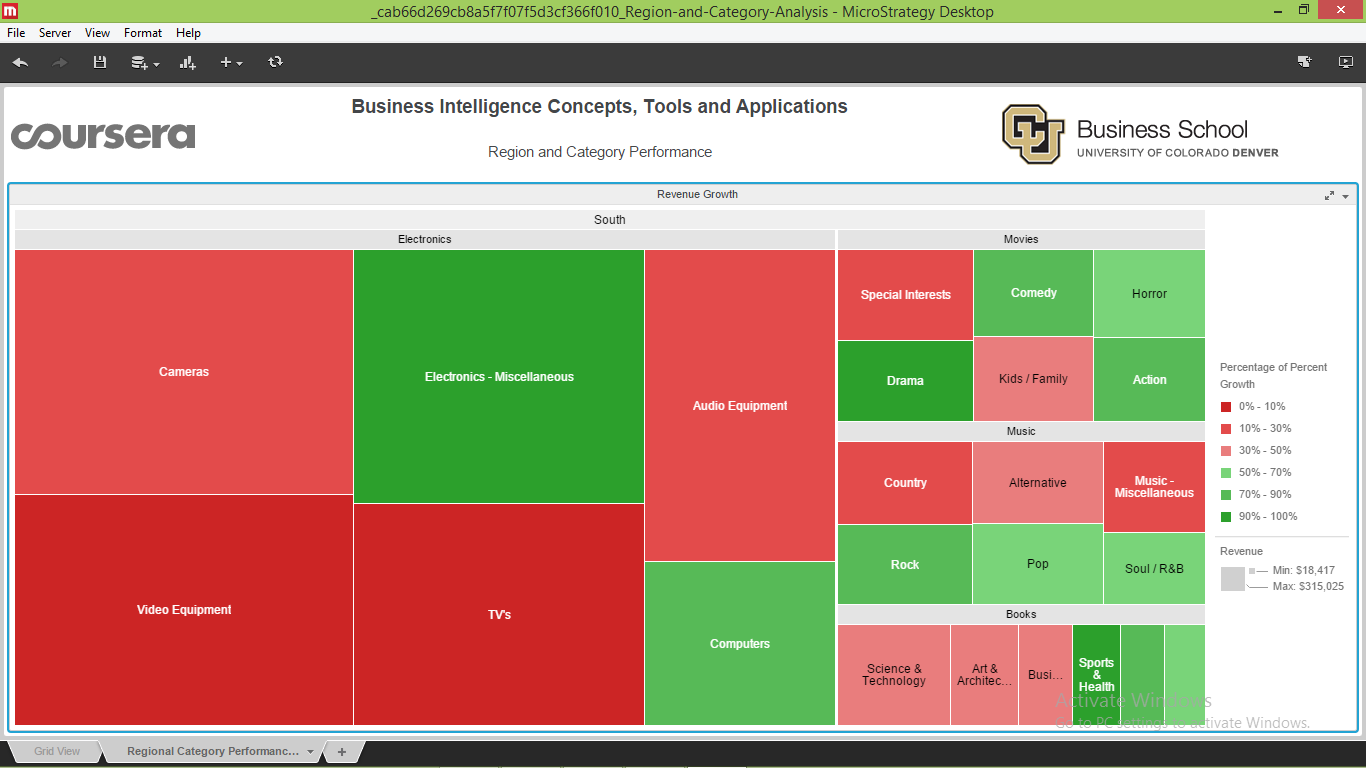 _cab66d269cb8a5f7f07f5d3cf366f010_Region-and-Category-Analysis - MicroStrategy Desktop
File Server View Format Help
coursera
Business Intelligence Concepts, Tools and Applications
Region and Category Performance
CU
Business School
UNIVERSITY OF COLORADO DENVER
Revenue Growth
South
Electronics
Movies
Cameras
Electronics - Miscellaneous
Audio Equipment
Video Equipment
TV's
Computers
Special Interests
Comedy
Horror
Drama
Kids / Family
Action
Music
Country
Alternative
Music -
Miscellaneous
Rock
Pop
Soul / R&B
Books
Science &
Technology
Art &
Architec...
Busi...
Sports
&
Health
Percentage of Percent
Growth
0% - 10%
10% - 30%
30% - 50%
50% - 70%
70% - 90%
90% - 100%
Revenue
Min: $18,417
Max: $315,025
Activate Windows
Go to PC settings to activate Windows.
Grid View
Regional Category Performanc...